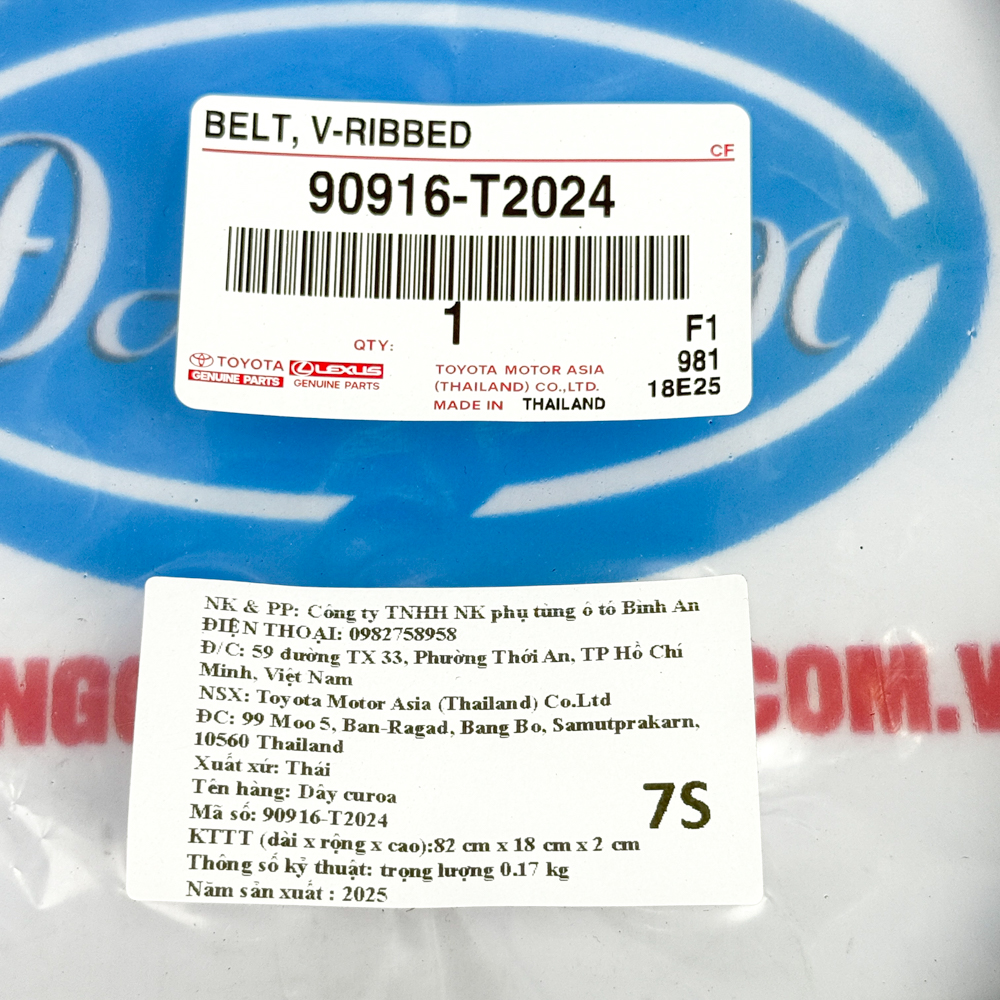 BELT, V-RIBBED
CF
90916-T2024
1
QTY:
F1
981
18E25
TOYOTA
GENUINE PARTS
LEXUS
GENUINE PARTS
TOYOTA MOTOR ASIA
(THAILAND) CO.,LTD.
MADE IN THAILAND
NK & PP: Công ty TNHH NK phụ tùng ô tô Bình An
ĐIỆN THOẠI: 0982758958
Đ/C: 59 đường TX 33, Phường Thới An, TP Hồ Chí
Minh, Việt Nam
NSX: Toyota Motor Asia (Thailand) Co.Ltd
ĐC: 99 Moo 5, Ban-Ragad, Bang Bo, Samutprakarn,
10560 Thailand
Xuất xứ: Thái
Tên hàng: Dây curoa
Mã số: 90916-T2024
7S
KTTT (dài x rộng x cao):82 cm x 18 cm x 2 cm
Thông số kỹ thuật: trọng lượng 0.17 kg
Năm sản xuất : 2025